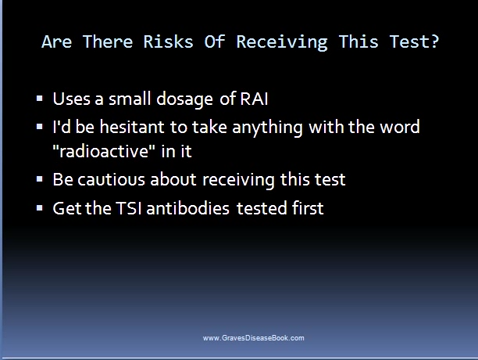 Are There Risks Of Receiving This Test?
Uses a small dosage of RAI
I'd be hesitant to take anything with the word
"radioactive" in it
Be cautious about receiving this test
Get the TSI antibodies tested first
www.GravesDiseaseBook.com